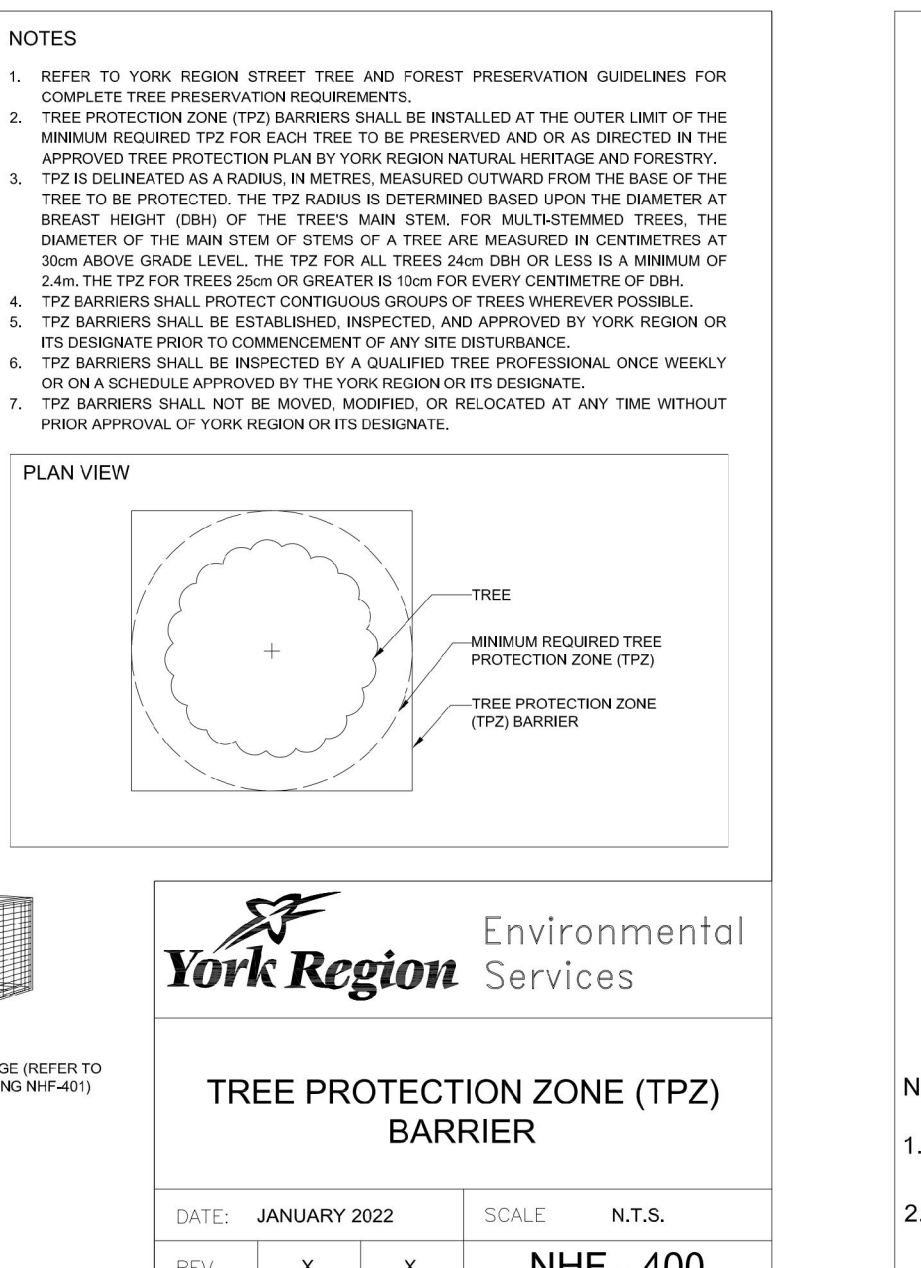 NOTES
1. REFER TO YORK REGION STREET TREE AND FOREST PRESERVATION GUIDELINES FOR
COMPLETE TREE PRESERVATION REQUIREMENTS.
2. TREE PROTECTION ZONE (TPZ) BARRIERS SHALL BE INSTALLED AT THE OUTER LIMIT OF THE
MINIMUM REQUIRED TPZ FOR EACH TREE TO BE PRESERVED AND OR AS DIRECTED IN THE
APPROVED TREE PROTECTION PLAN BY YORK REGION NATURAL HERITAGE AND FORESTRY.
3. TPZ IS DELINEATED AS A RADIUS, IN METRES, MEASURED OUTWARD FROM THE BASE OF THE
TREE TO BE PROTECTED. THE TPZ RADIUS IS DETERMINED BASED UPON THE DIAMETER AT
BREAST HEIGHT (DBH) OF THE TREE'S MAIN STEM. FOR MULTI-STEMMED TREES, THE
DIAMETER OF THE MAIN STEM OF STEMS OF A TREE ARE MEASURED IN CENTIMETRES AT
30cm ABOVE GRADE LEVEL. THE TPZ FOR ALL TREES 24cm DBH OR LESS IS A MINIMUM OF
2.4m. THE TPZ FOR TREES 25cm OR GREATER IS 10cm FOR EVERY CENTIMETRE OF DBH.
4. TPZ BARRIERS SHALL PROTECT CONTIGUOUS GROUPS OF TREES WHEREVER POSSIBLE.
5. TPZ BARRIERS SHALL BE ESTABLISHED, INSPECTED, AND APPROVED BY YORK REGION OR
ITS DESIGNATE PRIOR TO COMMENCEMENT OF ANY SITE DISTURBANCE.
6. TPZ BARRIERS SHALL BE INSPECTED BY A QUALIFIED TREE PROFESSIONAL ONCE WEEKLY
OR ON A SCHEDULE APPROVED BY THE YORK REGION OR ITS DESIGNATE.
7. TPZ BARRIERS SHALL NOT BE MOVED, MODIFIED, OR RELOCATED AT ANY TIME WITHOUT
PRIOR APPROVAL OF YORK REGION OR ITS DESIGNATE.
PLAN VIEW
TREE
MINIMUM REQUIRED TREE
PROTECTION ZONE (TPZ)
TREE PROTECTION ZONE
(TPZ) BARRIER
York Region
Environmental
Services
(REFER TO
NHF-401)
TREE PROTECTION ZONE (TPZ)
BARRIER
DATE: JANUARY 2022
SCALE N.T.S.
REV X X
NHF 400
1.
2.